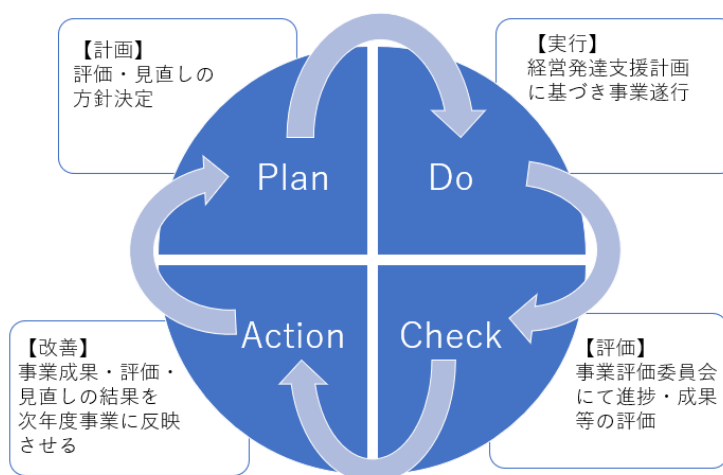 【計画】
評価・見直しの
方針決定
【実行】
経営発達支援計画
に基づき事業遂行
Plan
Do
Action
Check
【改善】
事業成果・評価・
見直しの結果を
次年度事業に反映
させる
【評価】
事業評価委員会
にて進捗・成果
等の評価